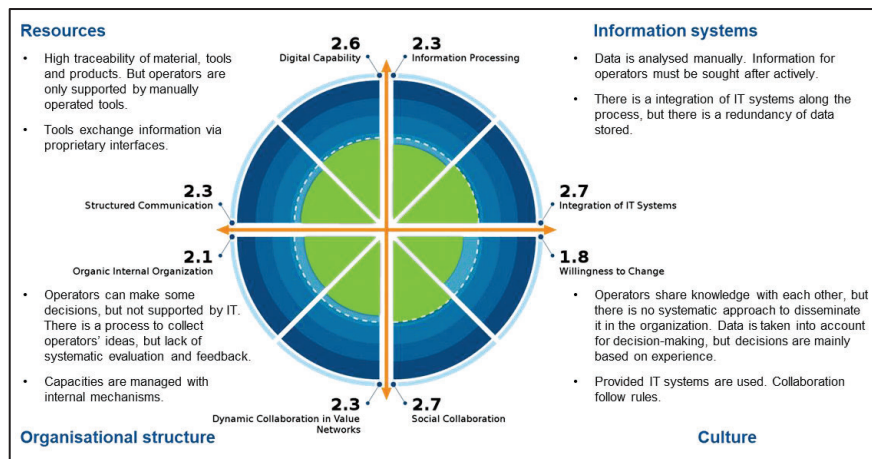 Resources
• High traceability of material, tools
and products. But operators are
only supported by manually
operated tools.
• Tools exchange information via
proprietary interfaces.
2.6
Digital Capability
2.3
Information Processing
Information systems
• Data is analysed manually. Information for
operators must be sought after actively.
• There is a integration of IT systems along the
process, but there is a redundancy of data
stored.
2.3
Structured Communication
2.7
Integration of IT Systems
2.1
Organic Internal Organization
1.8
Willingness to Change
• Operators can make some
decisions, but not supported by IT.
There is a process to collect
operators' ideas, but lack of
systematic evaluation and feedback.
• Capacities are managed with
internal mechanisms.
• Operators share knowledge with each other, but
there is no systematic approach to disseminate
it in the organization. Data is taken into account
for decision-making, but decisions are mainly
based on experience.
• Provided IT systems are used. Collaboration
follow rules.
2.3
Dynamic Collaboration in Value
Networks
2.7
Social Collaboration
Organisational structure
Culture